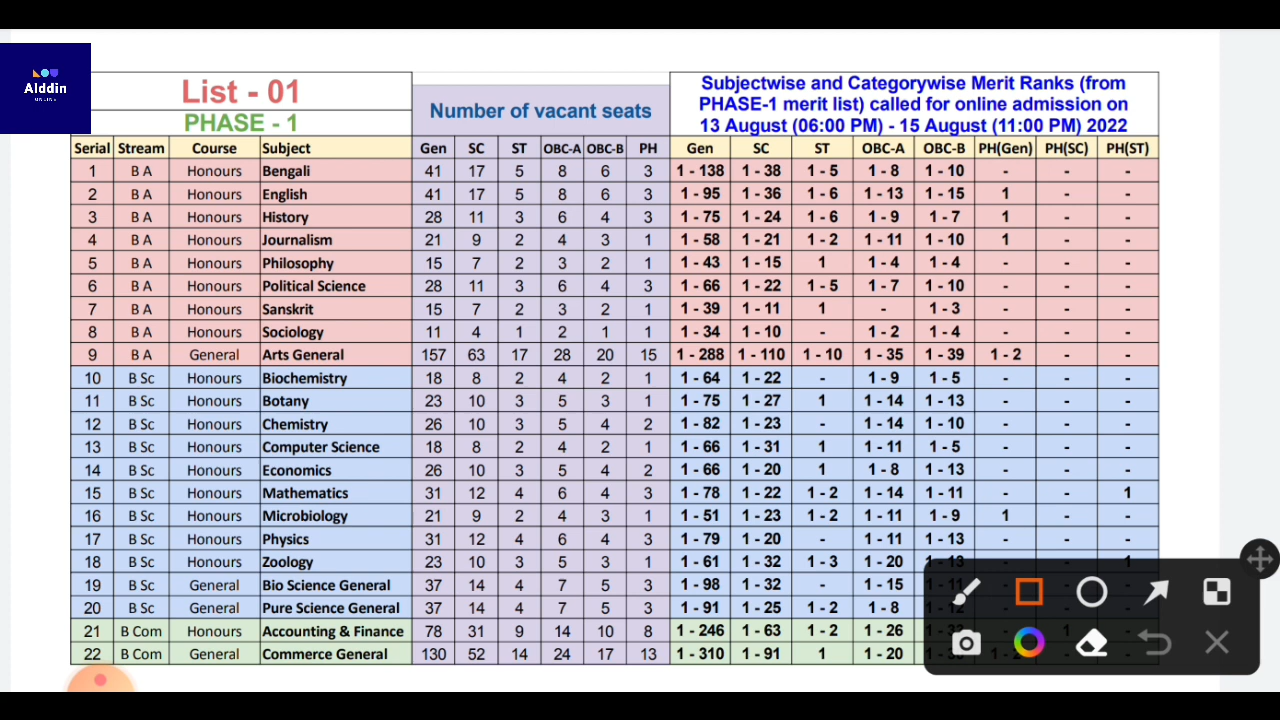 Alddin
ONLINE
List - 01
PHASE - 1
Number of vacant seats
Subjectwise and Categorywise Merit Ranks (from
PHASE-1 merit list) called for online admission on
13 August (06:00 PM) - 15 August (11:00 PM) 2022
Serial Stream Course Subject Gen SC ST OBC-A OBC-B PH Gen SC ST OBC-A OBC-B PH(Gen) PH(SC) PH(ST)
1 B A Honours Bengali 41 17 5 8 6 3 1 - 138 1 - 38 1 - 5 1 - 8 1 - 10 - - -
2 B A Honours English 41 17 5 8 6 3 1 - 95 1 - 36 1 - 6 1 - 13 1 - 15 1 - -
3 B A Honours History 28 11 3 6 4 3 1 - 75 1 - 24 1 - 6 1 - 9 1 - 7 1 - -
4 B A Honours Journalism 21 9 2 4 3 1 1 - 58 1 - 21 1 - 2 1 - 11 1 - 10 1 - -
5 B A Honours Philosophy 15 7 2 3 2 1 1 - 43 1 - 15 1 1 - 4 1 - 4 - - -
6 B A Honours Political Science 28 11 3 6 4 3 1 - 66 1 - 22 1 - 5 1 - 7 1 - 10 - - -
7 B A Honours Sanskrit 15 7 2 3 2 1 1 - 39 1 - 11 1 - 1 - 3 - - -
8 B A Honours Sociology 11 4 1 2 1 1 1 - 34 1 - 10 - 1 - 2 1 - 4 - - -
9 B A General Arts General 157 63 17 28 20 15 1 - 288 1 - 110 1 - 10 1 - 35 1 - 39 1 - 2 - -
10 B Sc Honours Biochemistry 18 8 2 4 2 1 1 - 64 1 - 22 - 1 - 9 1 - 5 - - -
11 B Sc Honours Botany 23 10 3 5 3 1 1 - 75 1 - 27 1 1 - 14 1 - 13 - - -
12 B Sc Honours Chemistry 26 10 3 5 4 2 1 - 82 1 - 23 - 1 - 14 1 - 10 - - -
13 B Sc Honours Computer Science 18 8 2 4 2 1 1 - 66 1 - 31 1 1 - 11 1 - 5 - - -
14 B Sc Honours Economics 26 10 3 5 4 2 1 - 66 1 - 20 1 1 - 8 1 - 13 - - -
15 B Sc Honours Mathematics 31 12 4 6 4 3 1 - 78 1 - 22 1 - 2 1 - 14 1 - 11 - - 1
16 B Sc Honours Microbiology 21 9 2 4 3 1 1 - 51 1 - 23 1 - 2 1 - 11 1 - 9 1 - -
17 B Sc Honours Physics 31 12 4 6 4 3 1 - 79 1 - 20 - 1 - 11 1 - 13 - - -
18 B Sc Honours Zoology 23 10 3 5 3 1 1 - 61 1 - 32 1 - 3 1 - 20 1 - 13 - - 1
19 B Sc General Bio Science General 37 14 4 7 5 3 1 - 98 1 - 32 - 1 - 15
20 B Sc General Pure Science General 37 14 4 7 5 3 1 - 91 1 - 25 1 - 2 1 - 8
21 B Com Honours Accounting & Finance 78 31 9 14 10 8 1 - 246 1 - 63 1 - 2 1 - 26
22 B Com General Commerce General 130 52 14 24 17 13 1 - 310 1 - 91 1 1 - 20